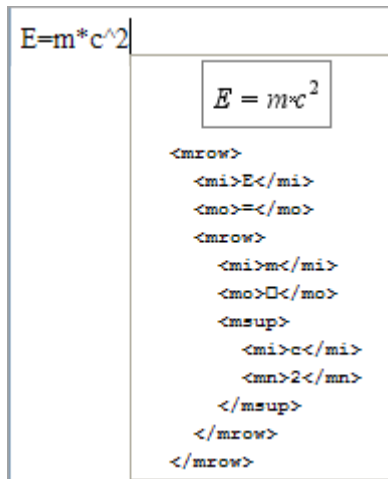 E=m*c^2
E = m*c²
<mrow>
<mi>E</mi>
<mo>=</mo>
<mrow>
<mi>m</mi>
<mo>□</mo>
<msup>
<mi>c</mi>
<mn>2</mn>
</msup>
</mrow>
</mrow>